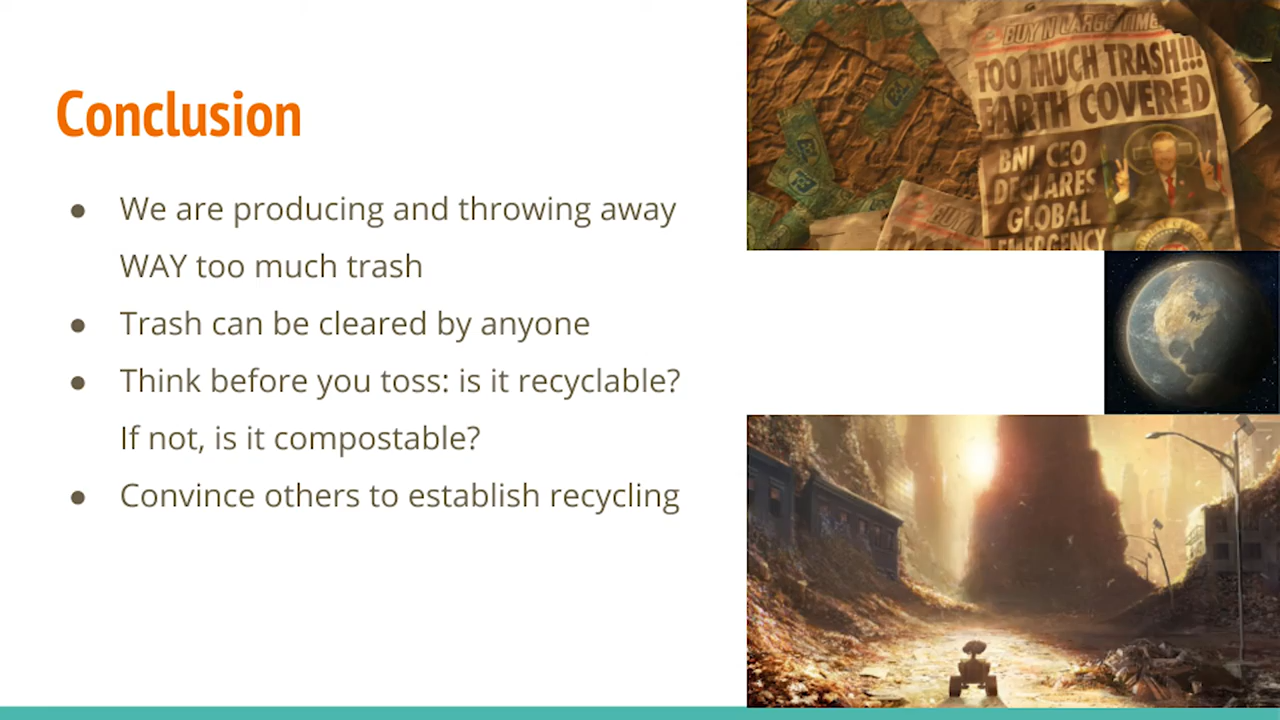 Conclusion
● We are producing and throwing away
WAY too much trash
● Trash can be cleared by anyone
● Think before you toss: is it recyclable?
If not, is it compostable?
● Convince others to establish recycling
BUY N LARGE TIMES
TOO MUCH TRASH!!!
EARTH COVERED
BNL CEO
DECLARES
GLOBAL
EMERGENCY
BUY